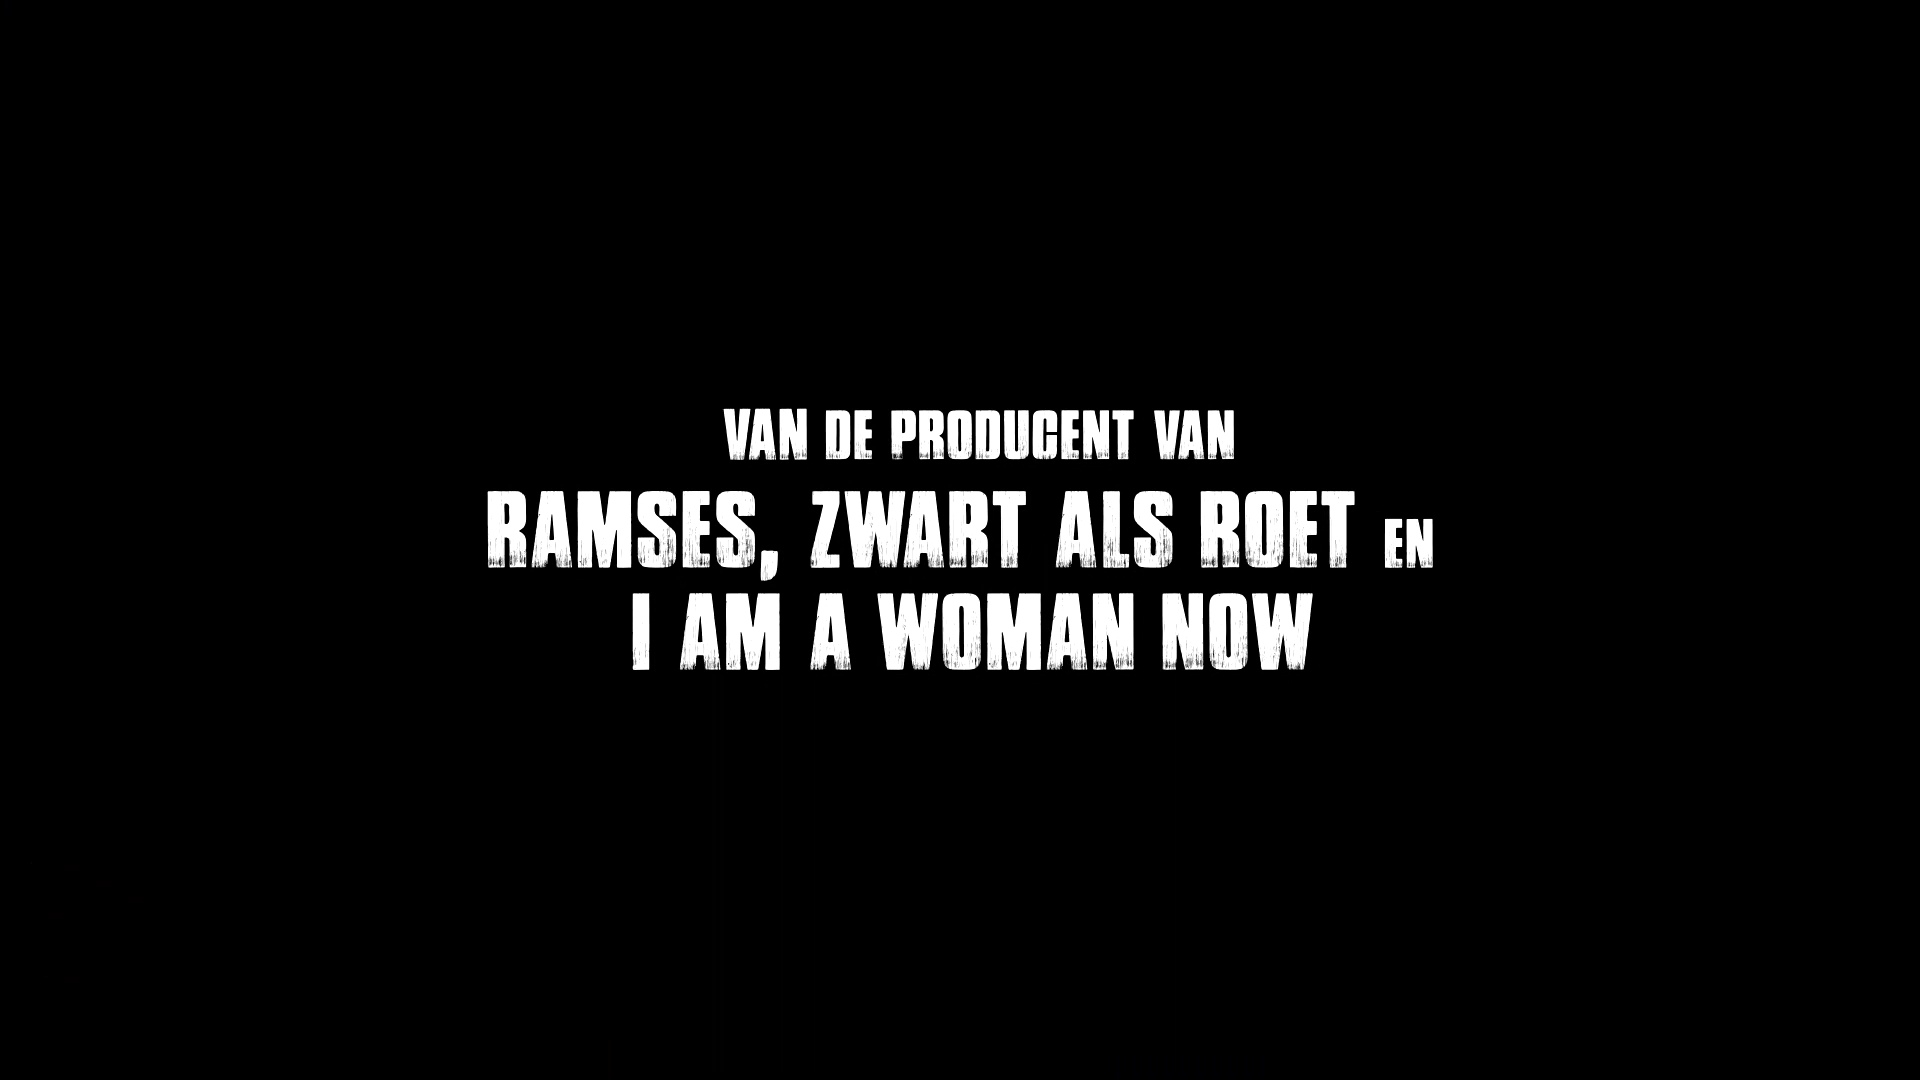 VAN DE PRODUCENT VAN
RAMSES, ZWART ALS ROET EN
I AM A WOMAN NOW